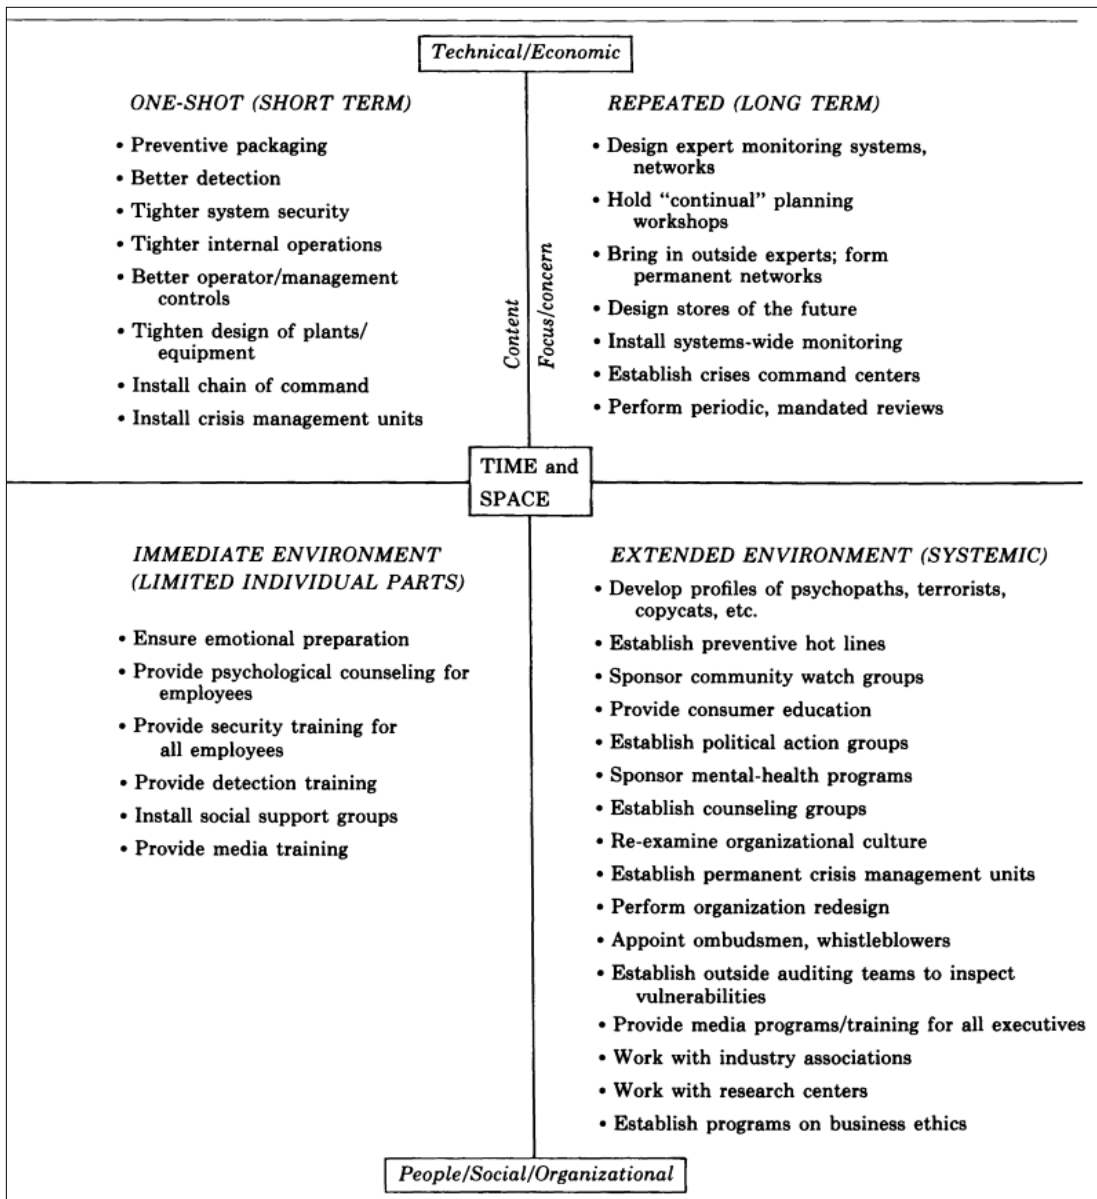 Technical/Economic
ONE-SHOT (SHORT TERM)
• Preventive packaging
• Better detection
• Tighter system security
• Tighter internal operations
• Better operator/management
controls
• Tighten design of plants/
equipment
• Install chain of command
• Install crisis management units
Content
Focus/concern
REPEATED (LONG TERM)
• Design expert monitoring systems,
networks
• Hold “continual” planning
workshops
• Bring in outside experts; form
permanent networks
• Design stores of the future
• Install systems-wide monitoring
• Establish crises command centers
• Perform periodic, mandated reviews
TIME and
SPACE
IMMEDIATE ENVIRONMENT
(LIMITED INDIVIDUAL PARTS)
• Ensure emotional preparation
• Provide psychological counseling for
employees
• Provide security training for
all employees
• Provide detection training
• Install social support groups
• Provide media training
EXTENDED ENVIRONMENT (SYSTEMIC)
• Develop profiles of psychopaths, terrorists,
copycats, etc.
• Establish preventive hot lines
• Sponsor community watch groups
• Provide consumer education
• Establish political action groups
• Sponsor mental-health programs
• Establish counseling groups
• Re-examine organizational culture
• Establish permanent crisis management units
• Perform organization redesign
• Appoint ombudsmen, whistleblowers
• Establish outside auditing teams to inspect
vulnerabilities
• Provide media programs/training for all executives
• Work with industry associations
• Work with research centers
• Establish programs on business ethics
People/Social/Organizational